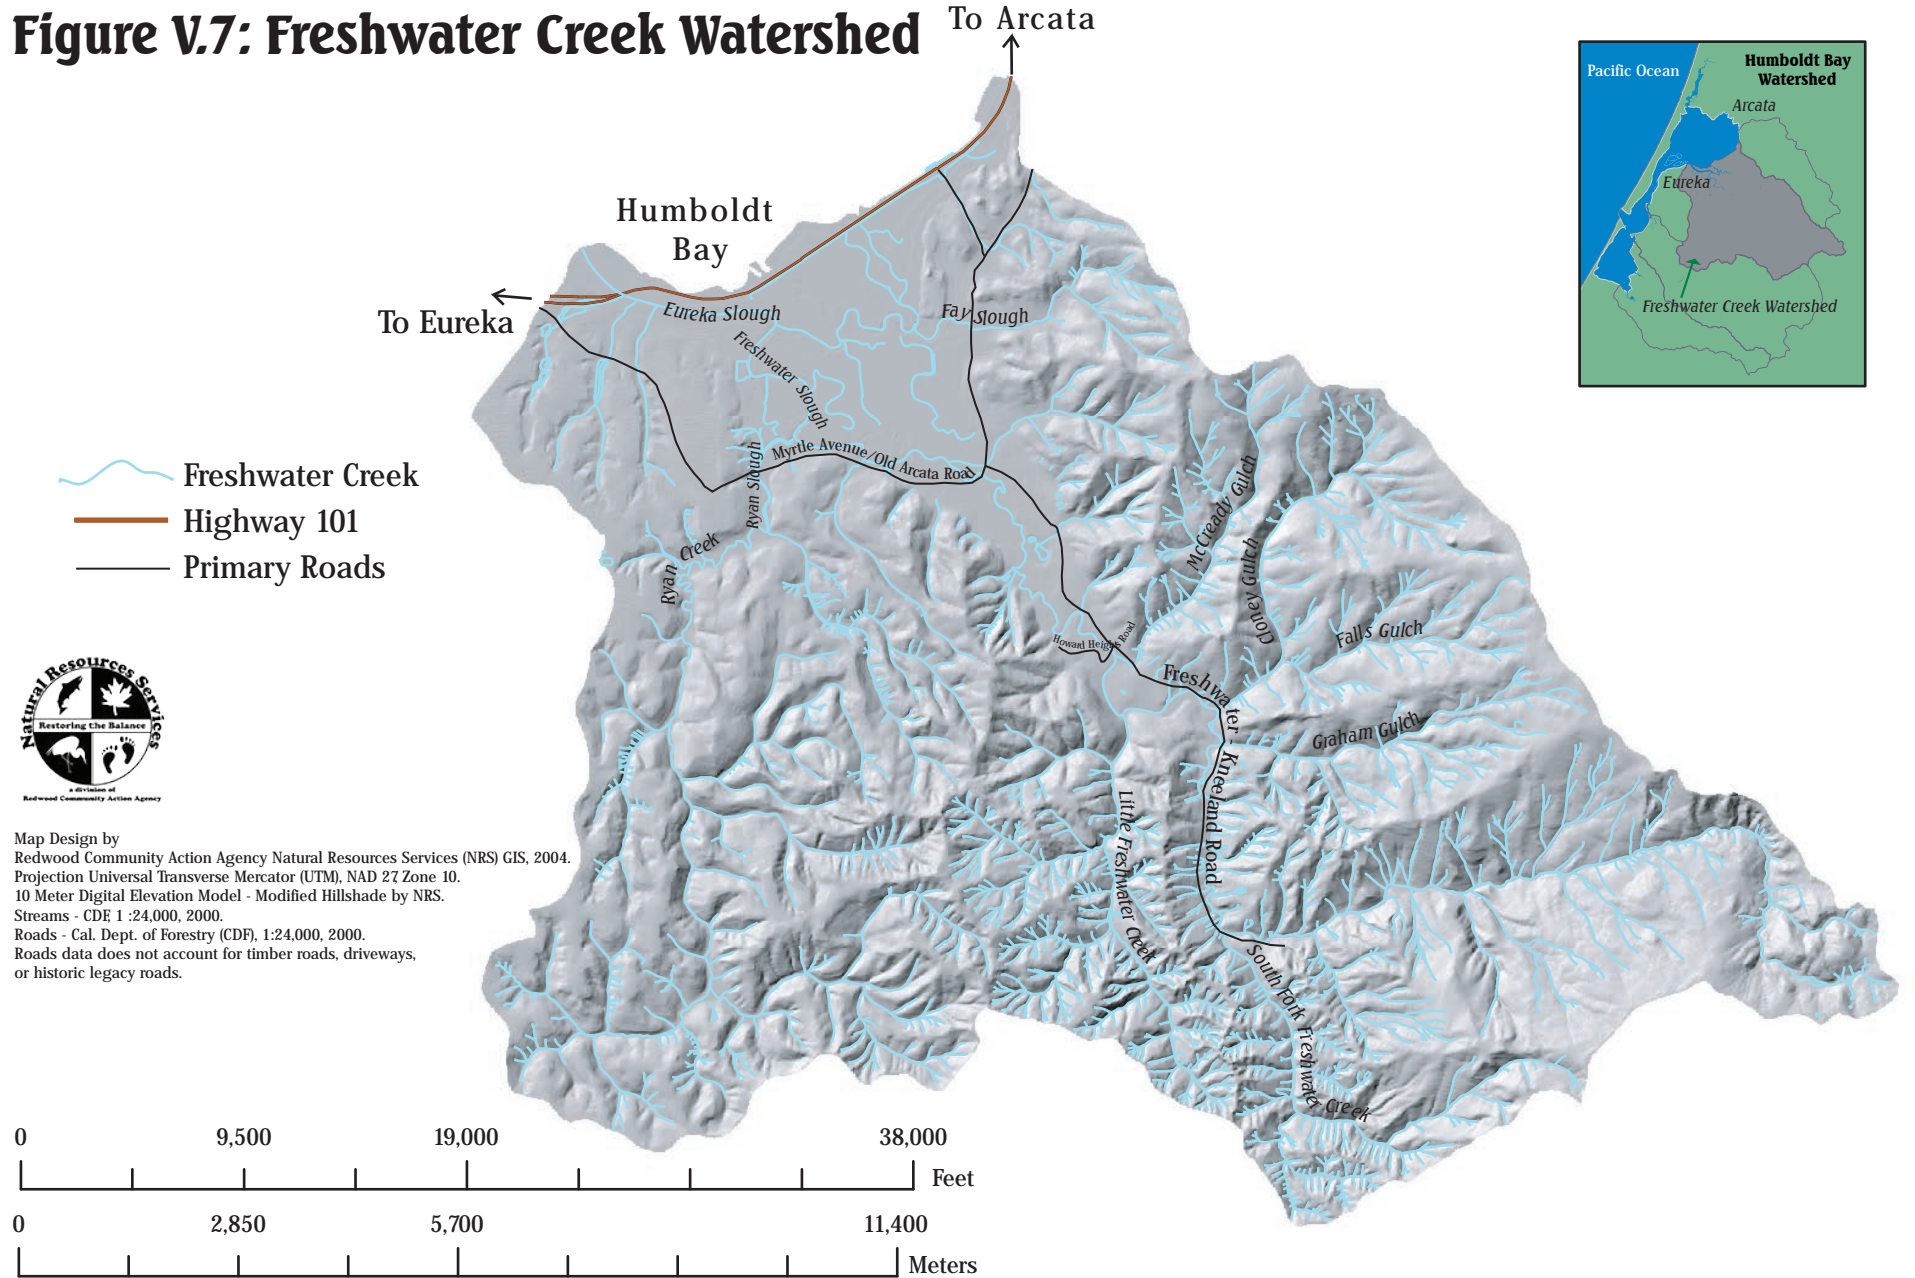 Figure V.7: Freshwater Creek Watershed
To Arcata
Pacific Ocean
Humboldt Bay
Watershed
Arcata
Eureka
Freshwater Creek Watershed
Humboldt
Bay
To Eureka
Eureka Slough
Fay Slough
Freshwater Slough
Myrtle Avenue/Old Arcata Road
Ryan Slough
Ryan Creek
McCready Gulch
Cloney Gulch
Falls Gulch
Howard Heights Road
Freshwater - Kneeland Road
Graham Gulch
Little Freshwater Creek
South Fork Freshwater Creek
Freshwater Creek
Highway 101
Primary Roads
Natural Resources Services
Restoring the Balance
a division of
Redwood Community Action Agency
Map Design by
Redwood Community Action Agency Natural Resources Services (NRS) GIS, 2004.
Projection Universal Transverse Mercator (UTM), NAD 27, Zone 10.
10 Meter Digital Elevation Model - Modified Hillshade by NRS.
Streams - CDF, 1 :24,000, 2000.
Roads - Cal. Dept. of Forestry (CDF), 1:24,000, 2000.
Roads data does not account for timber roads, driveways,
or historic legacy roads.
0 9,500 19,000 38,000
Feet
0 2,850 5,700 11,400
Meters